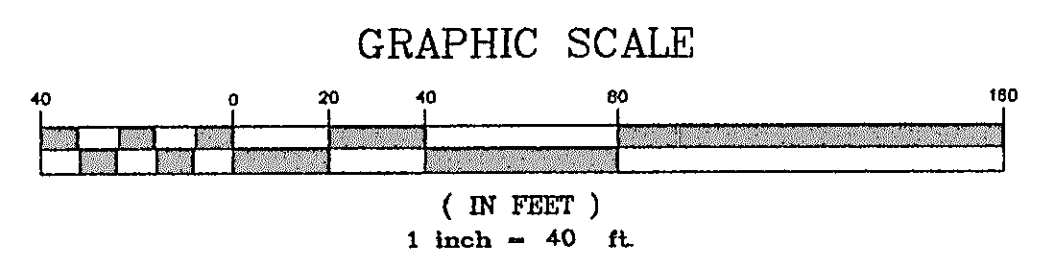 GRAPHIC SCALE
40 0 20 40 80 160
( IN FEET )
1 inch = 40 ft.